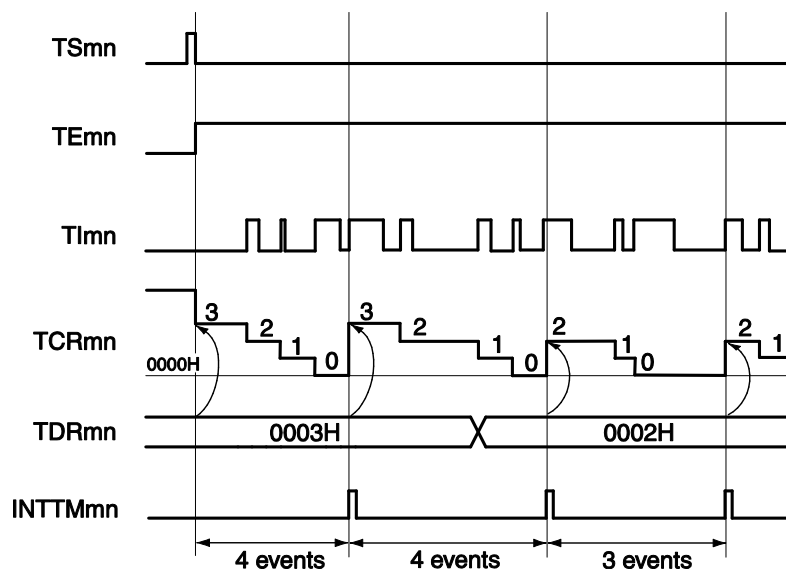 TSmn
TEmn
TImn
TCRmn
3
2
1
0
3
2
1
0
2
1
0
2
1
0000H
TDRmn
0003H
0002H
INTTMmn
4 events
4 events
3 events